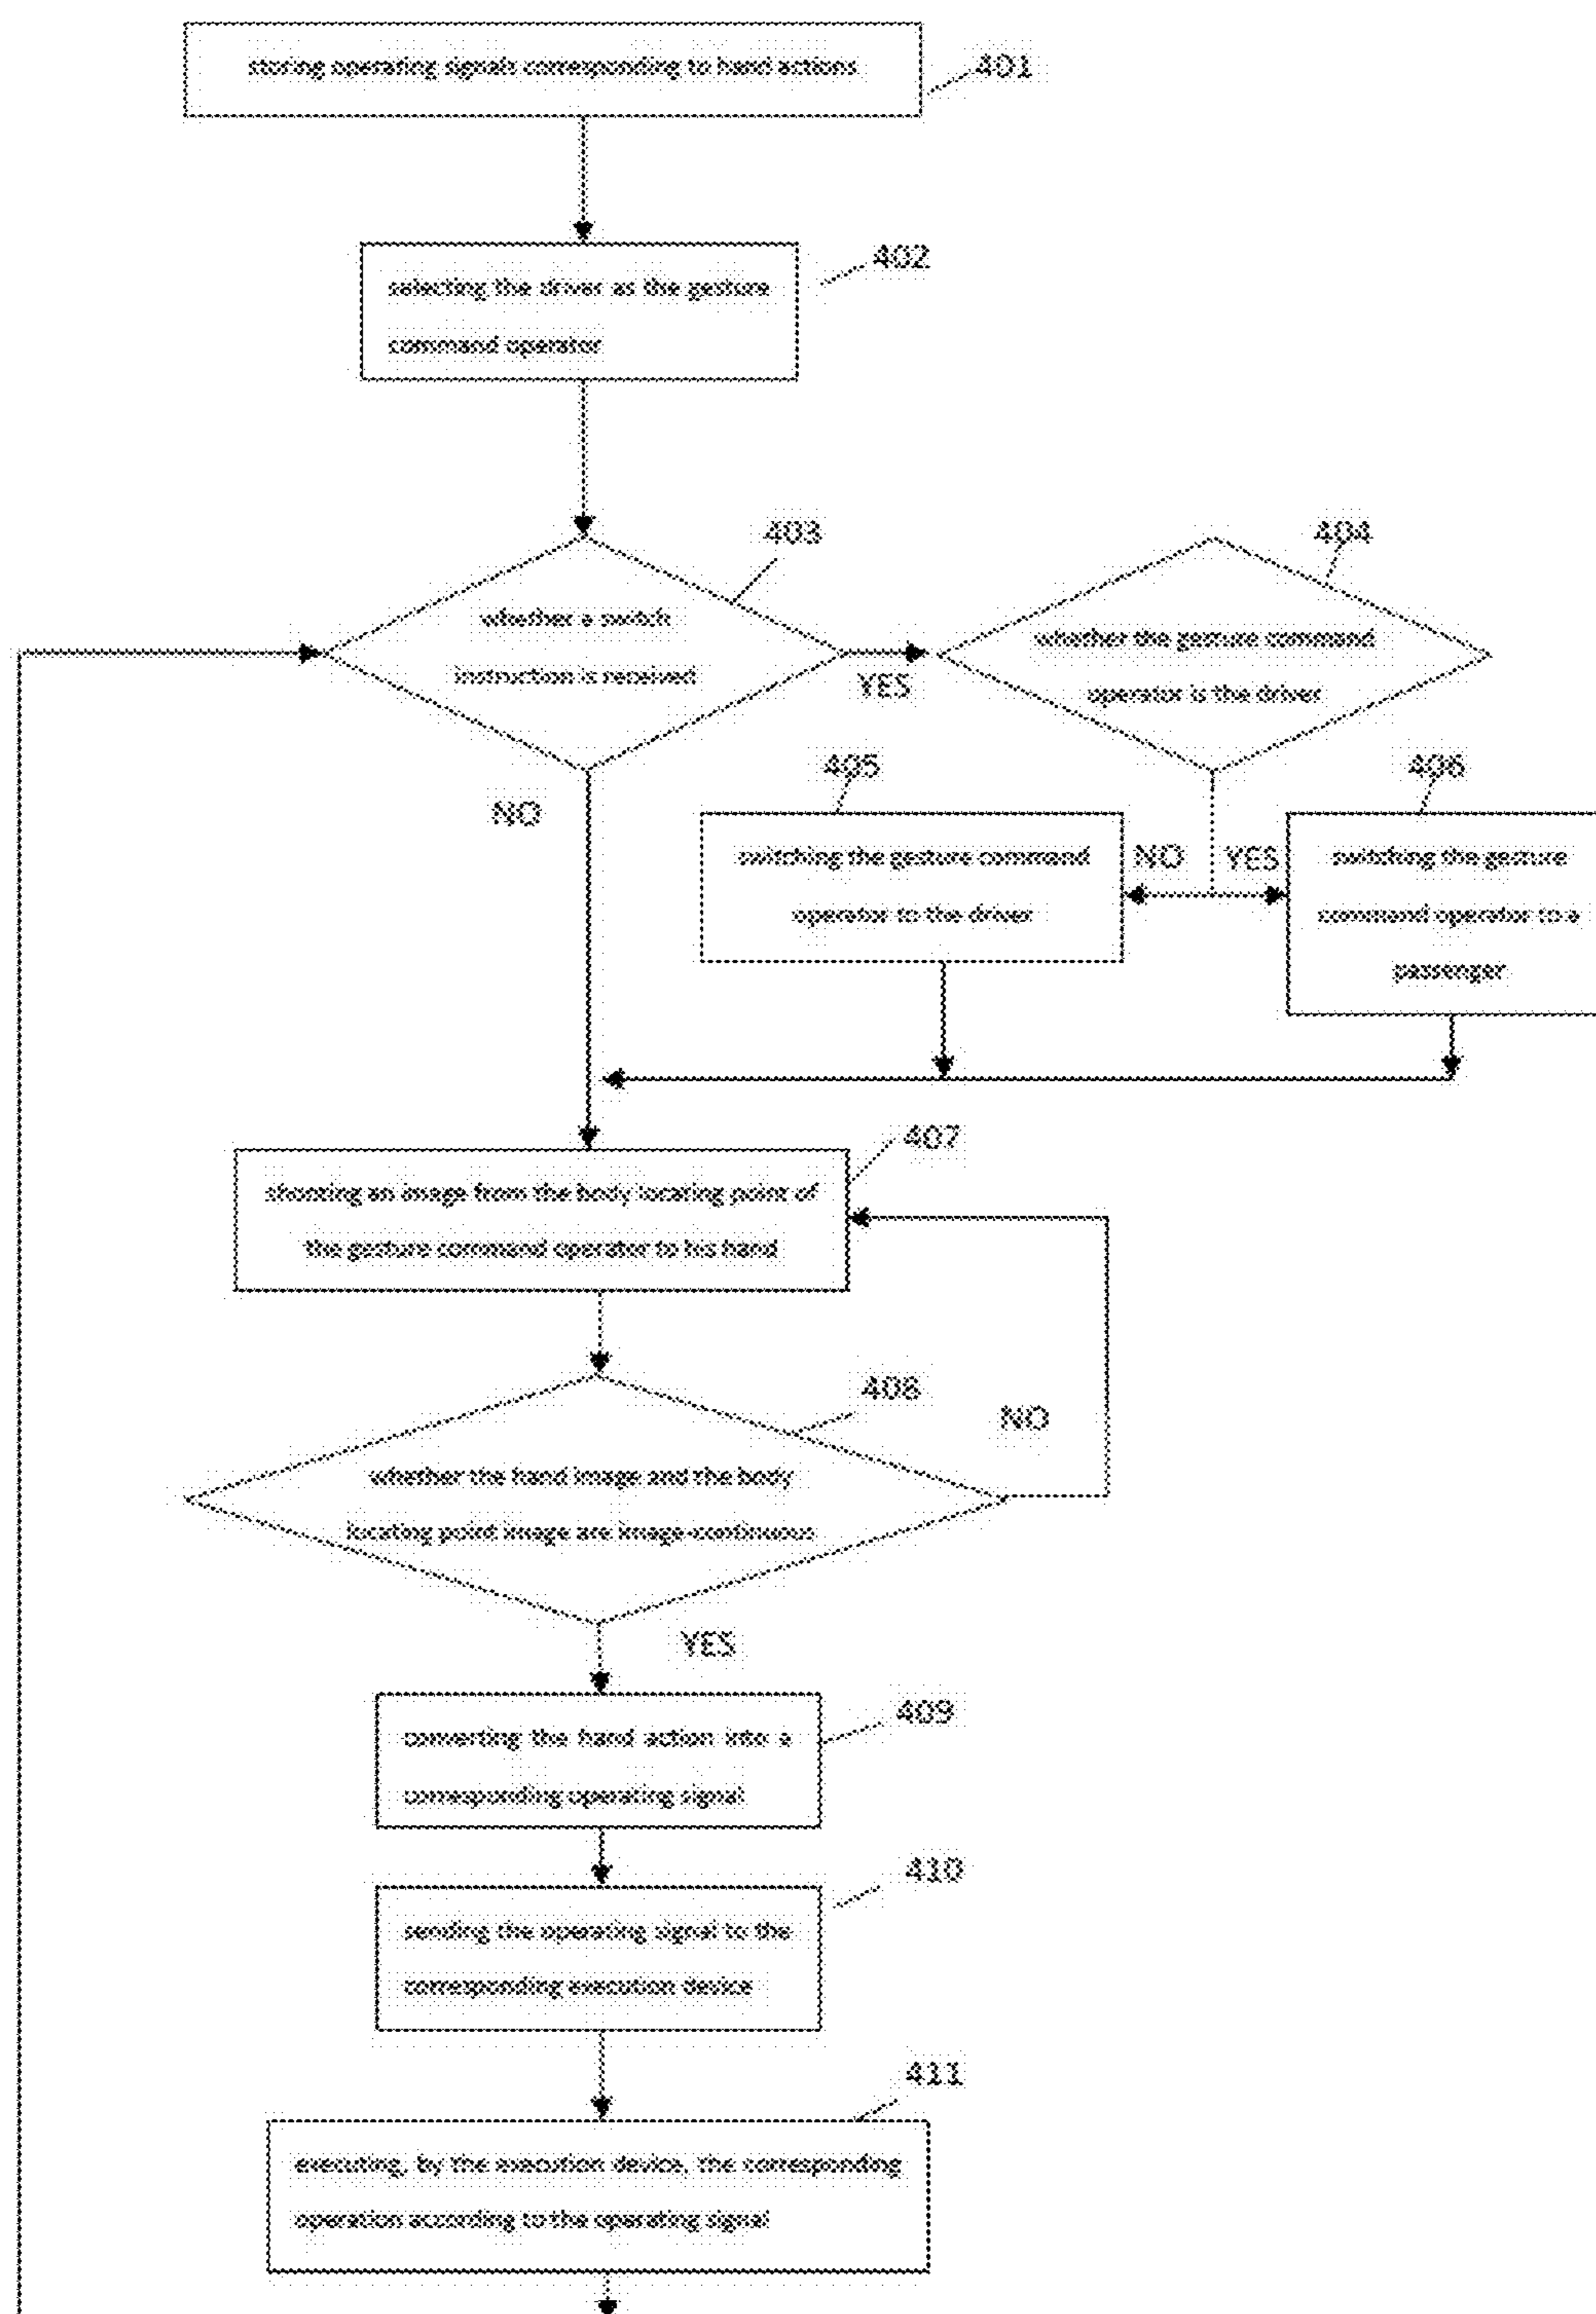 storing operating signals corresponding to hand actions
401
selecting the driver as the gesture
command operator
402
whether a switch
instruction is received
403
YES
NO
whether the gesture command
operator is the driver
404
405
switching the gesture command
operator to the driver
NO
YES
406
switching the gesture
command operator to a
passenger
407
shooting an image from the body locating point of
the gesture command operator to his hand
408
whether the hand image and the body
locating point image are image-continuous
NO
YES
409
converting the hand action into a
corresponding operating signal
410
sending the operating signal to the
corresponding execution device
411
executing, by the execution device, the corresponding
operation according to the operating signal